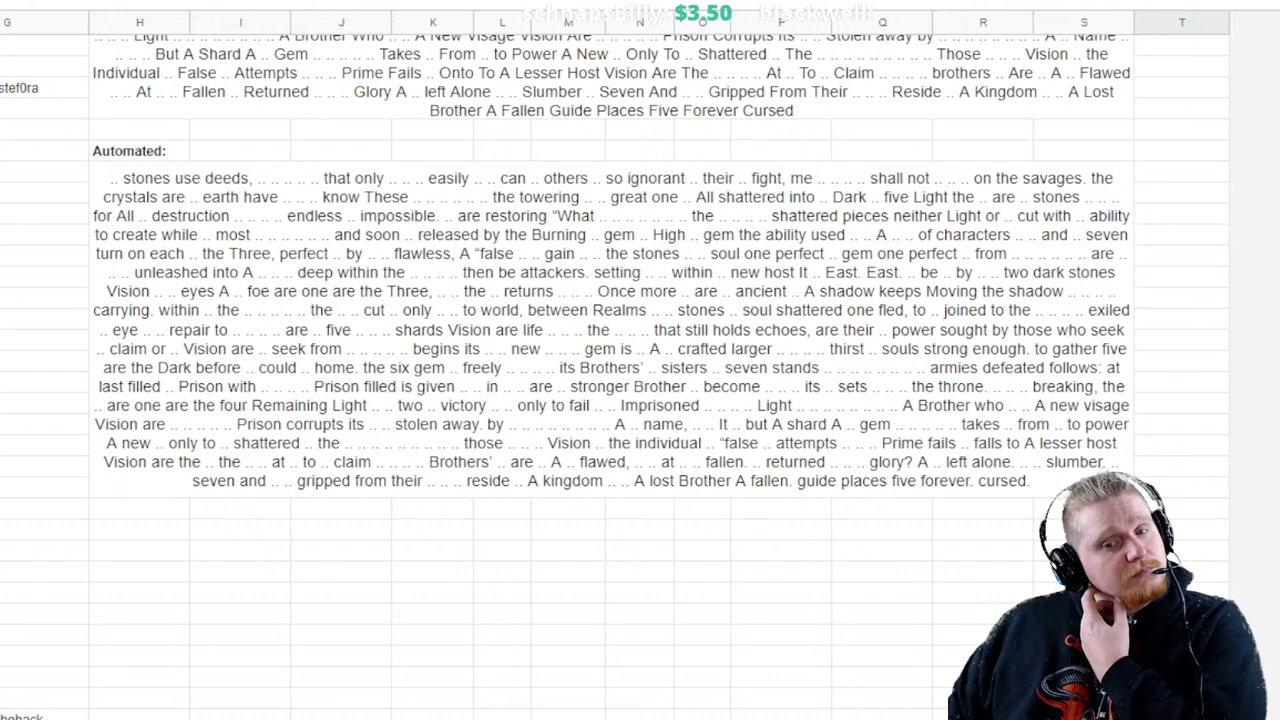 schnapsbilly: $3.50 blackwell:
G H I J K L M N O P Q R S T
.. .. Light .. .. .. .. .. A Brother Who .. .. A New Visage Vision Are .. .. .. .. .. Prison Corrupts Its .. .. Stolen away by .. .. .. .. .. .. .. A .. Name ..
.. .. .. But A Shard A .. Gem .. .. .. .. .. Takes .. From .. to Power A New .. Only To .. Shattered .. The .. .. .. .. .. .. Those .. .. Vision .. the
Individual .. False .. Attempts .. .. .. Prime Fails .. Onto To A Lesser Host Vision Are The .. .. .. .. At .. To .. Claim .. .. .. .. brothers .. Are .. A .. Flawed
stef0ra
.. .. At .. Fallen .. Returned .. .. .. Glory A .. left Alone .. .. Slumber .. Seven And .. .. .. Gripped From Their .. .. .. Reside .. A Kingdom .. .. A Lost
Brother A Fallen Guide Places Five Forever Cursed
Automated:
.. stones use deeds, .. .. .. .. .. that only .. .. .. easily .. .. can .. others .. so ignorant .. their .. fight, me .. .. .. .. shall not .. .. .. on the savages. the
crystals are .. earth have .. .. know These .. .. .. .. .. .. the towering .. .. great one .. All shattered into .. Dark .. five Light the .. are .. stones .. .. ..
for All .. destruction .. .. .. .. endless .. impossible. .. are restoring “What .. .. .. .. .. .. .. the .. .. .. .. shattered pieces neither Light or .. cut with .. ability
to create while .. most .. .. .. .. .. .. and soon .. released by the Burning .. gem .. High .. gem the ability used .. .. A .. .. of characters .. .. and .. seven
turn on each .. the Three, perfect .. by .. flawless, A “false .. .. gain .. .. the stones .. .. soul one perfect .. gem one perfect .. from .. .. .. .. .. are ..
.. .. unleashed into A .. .. .. deep within the .. .. .. .. then be attackers. setting .. .. within .. new host It .. East. East. .. be .. by .. .. two dark stones
Vision .. .. eyes A .. foe are one are the Three, .. .. the .. returns .. .. .. Once more .. are .. ancient .. A shadow keeps Moving the shadow .. .. .. ..
carrying. within .. the .. .. .. .. the .. cut .. only .. .. to world, between Realms .. .. stones .. soul shattered one fled, to .. joined to the .. .. .. .. exiled
.. eye .. .. repair to .. .. .. .. are .. five .. .. shards Vision are life .. .. .. the .. .. .. that still holds echoes, are their .. power sought by those who seek
.. claim or .. Vision are .. seek from .. .. .. .. .. begins its .. .. new .. .. gem is .. A .. crafted larger .. .. .. .. thirst .. souls strong enough. to gather five
are the Dark before .. could .. home. the six gem .. freely .. .. .. its Brothers’ .. sisters .. seven stands .. .. .. .. .. .. .. .. armies defeated follows: at
last filled .. Prison with .. .. .. .. Prison filled is given .. .. in .. .. are .. stronger Brother .. become .. .. .. its .. sets .. .. the throne. .. .. .. breaking, the
.. are one are the four Remaining Light .. .. two .. victory .. .. only to fail .. .. Imprisoned .. .. .. .. Light .. .. .. .. .. .. A Brother who .. .. A new visage
Vision are .. .. .. .. .. Prison corrupts its .. .. stolen away. by .. .. .. .. .. .. .. .. A .. name, .. .. It .. but A shard A .. gem .. .. .. .. takes .. from .. to power
A new .. only to .. shattered .. the .. .. .. .. .. .. .. those .. .. Vision .. the individual .. “false .. attempts .. .. .. Prime fails .. falls to A lesser host
Vision are the .. the .. .. at .. to .. claim .. .. .. .. Brothers’ .. are .. A .. flawed, .. .. at .. fallen. .. returned .. .. .. glory? A .. left alone. .. .. slumber. ..
seven and .. .. .. gripped from their .. .. .. reside .. A kingdom .. .. A lost Brother A fallen. guide places five forever. cursed.